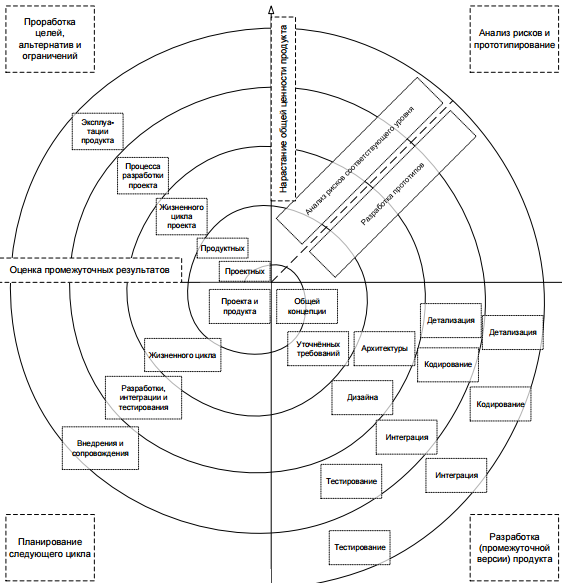 Проработка
целей,
альтернатив и
ограничений
Нарастание общей ценности продукта
Анализ рисков и
прототипирование
Анализ рисков соответствующего уровня
Разработка прототипов
Эксплуа-
тации
продукта
Процесса
разработки
проекта
Жизненного
цикла
проекта
Продуктных
Проектных
Оценка промежуточных результатов
Проекта и
продукта
Общей
концепции
Жизненного цикла
Уточнённых
требований
Архитектуры
Детализация
Детализация
Кодирование
Разработки,
интеграции и
тестирования
Дизайна
Кодирование
Внедрения и
сопровождения
Интеграция
Интеграция
Тестирование
Тестирование
Планирование
следующего цикла
Разработка
(промежуточной
версии) продукта